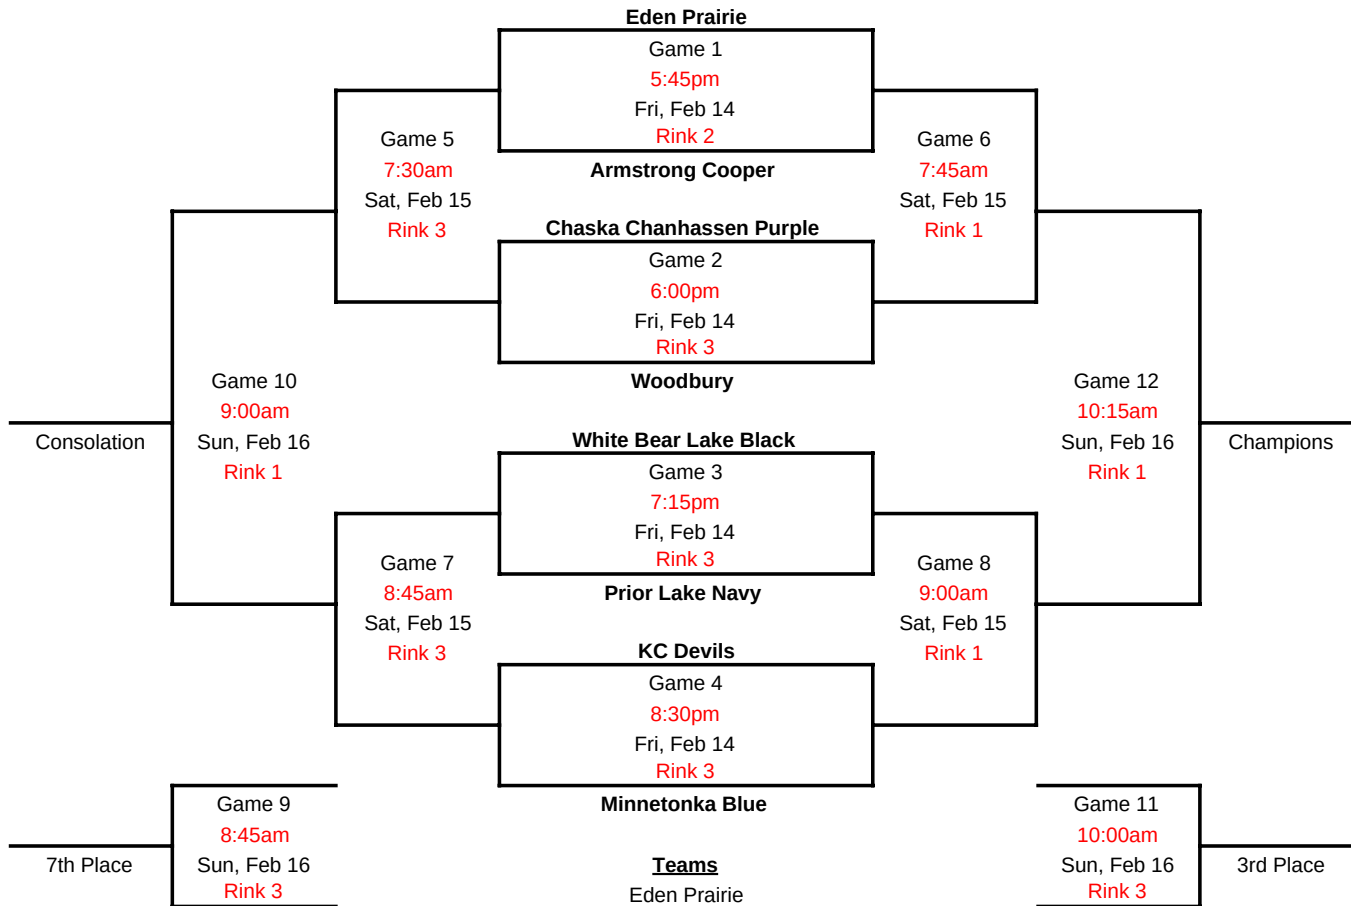 Eden Prairie
Game 1
5:45pm
Fri, Feb 14
Rink 2
Armstrong Cooper
Game 5
7:30am
Sat, Feb 15
Rink 3
Game 6
7:45am
Sat, Feb 15
Rink 1
Chaska Chanhassen Purple
Game 2
6:00pm
Fri, Feb 14
Rink 3
Woodbury
Game 10
9:00am
Sun, Feb 16
Rink 1
Consolation
Game 12
10:15am
Sun, Feb 16
Rink 1
Champions
White Bear Lake Black
Game 3
7:15pm
Fri, Feb 14
Rink 3
Prior Lake Navy
Game 7
8:45am
Sat, Feb 15
Rink 3
Game 8
9:00am
Sat, Feb 15
Rink 1
KC Devils
Game 4
8:30pm
Fri, Feb 14
Rink 3
Minnetonka Blue
Game 9
8:45am
Sun, Feb 16
Rink 3
7th Place
Game 11
10:00am
Sun, Feb 16
Rink 3
3rd Place
Teams
Eden Prairie